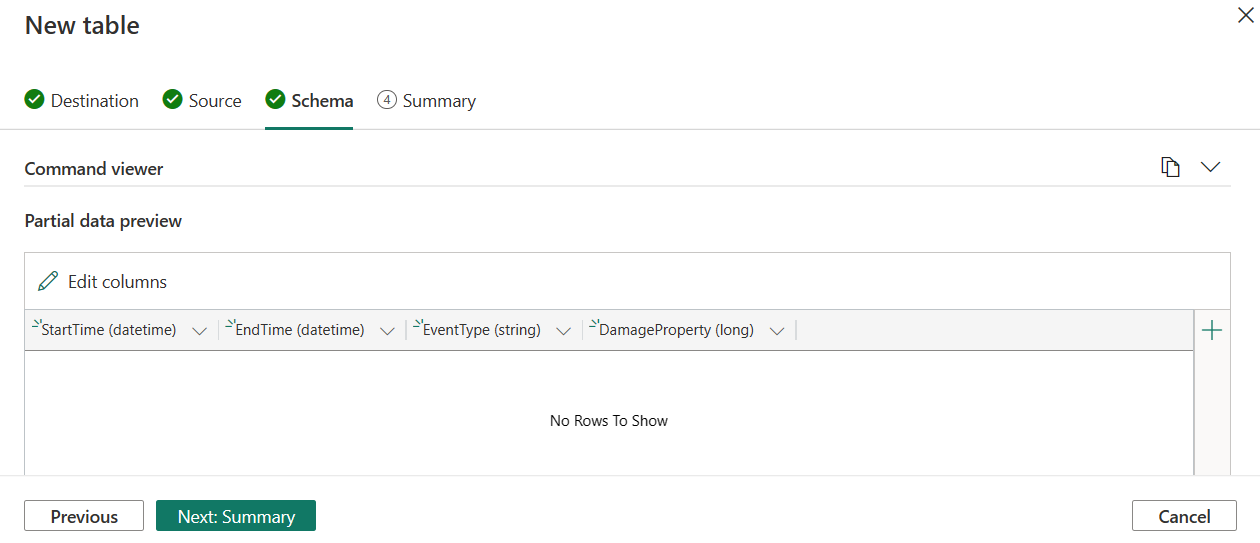 New table
Destination Source Schema 4 Summary
Command viewer
Partial data preview
Edit columns
StartTime (datetime) EndTime (datetime) EventType (string) DamageProperty (long)
No Rows To Show
Previous Next: Summary Cancel